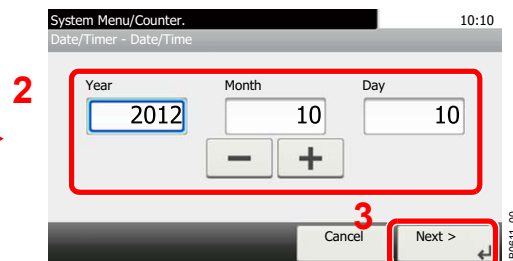 System Menu/Counter. 10:10
Date/Timer - Date/Time
2
Year Month Day
2012 10 10
− +
3
Cancel Next >
B0611_00